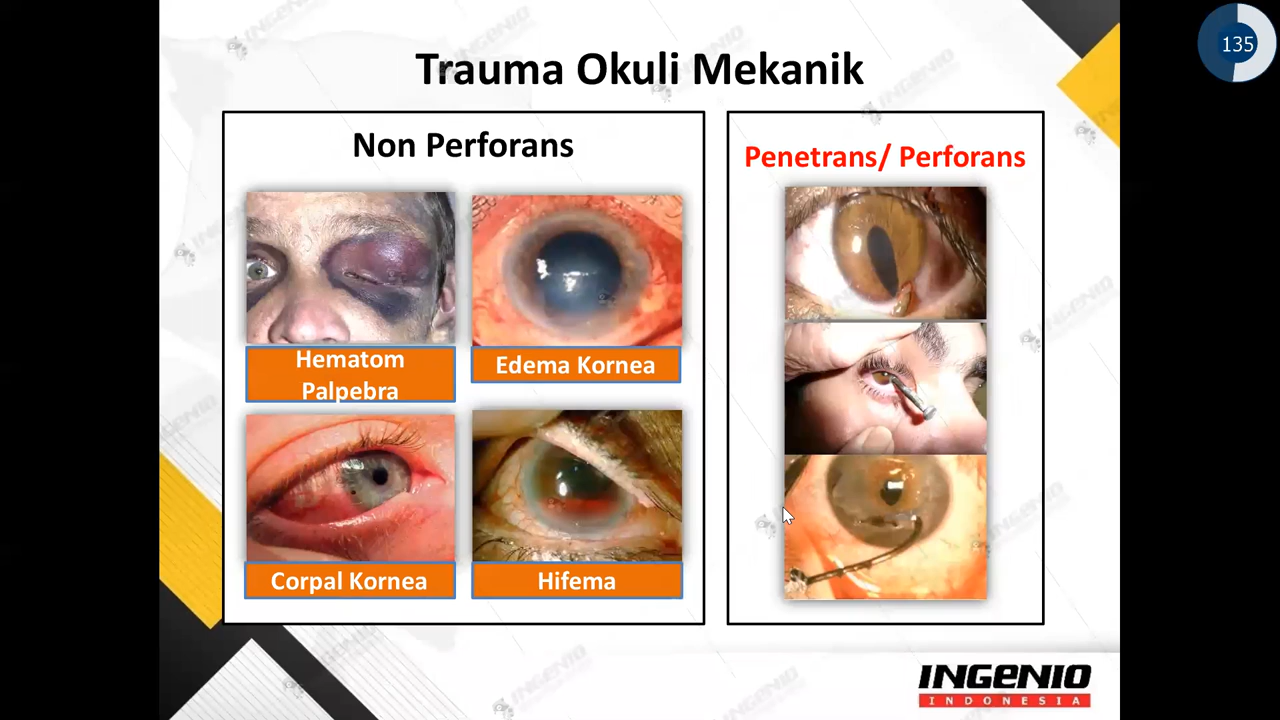 135
Trauma Okuli Mekanik
Non Perforans
Hematom
Palpebra
Edema Kornea
Corpal Kornea
Hifema
Penetrans/ Perforans
INGENIO
INDONESIA